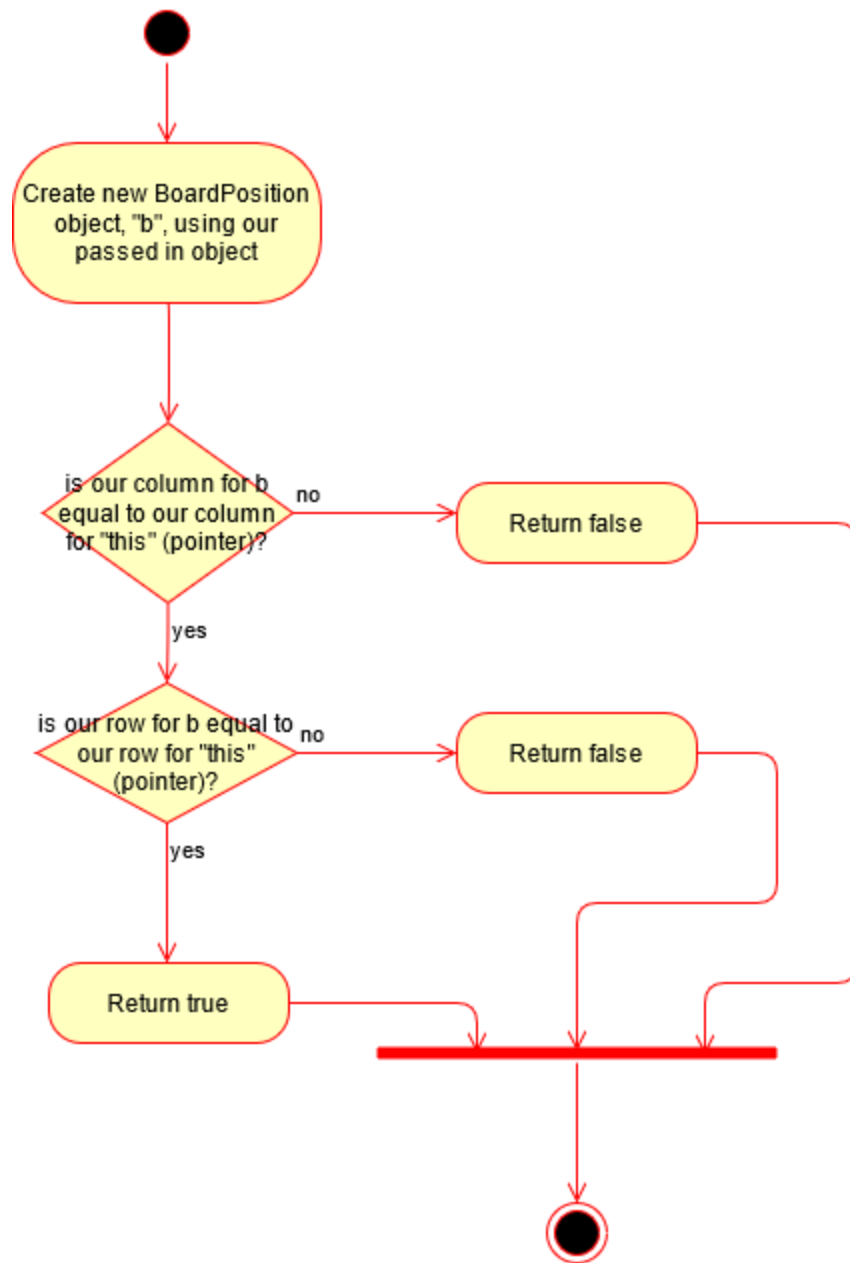 Create new BoardPosition
object, "b", using our
passed in object
is our column for b
equal to our column
for "this" (pointer)?
no
Return false
yes
is our row for b equal to
our row for "this"
(pointer)?
no
Return false
yes
Return true